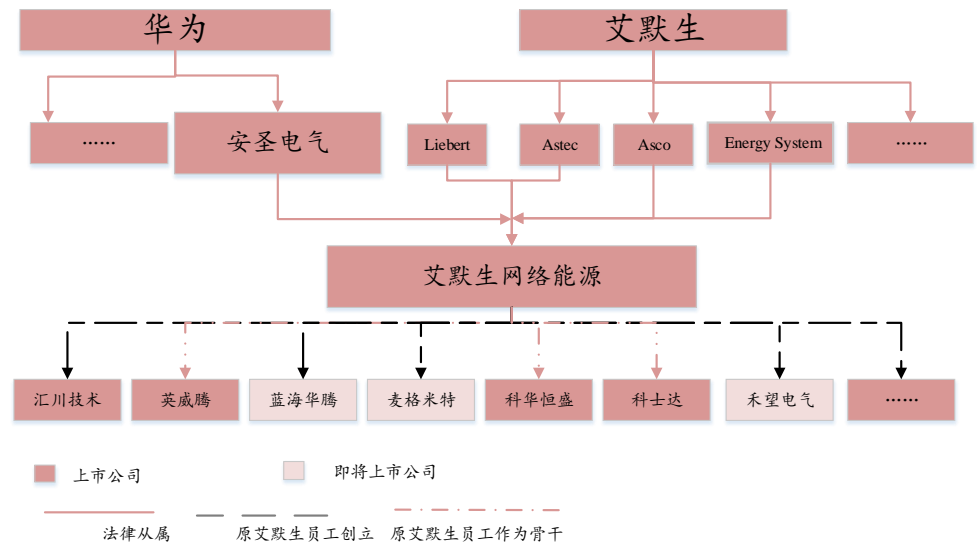 华为
艾默生
……
安圣电气
Liebert
Astec
Asco
Energy System
……
艾默生网络能源
汇川技术
英威腾
蓝海华腾
麦格米特
科华恒盛
科士达
禾望电气
……
上市公司
即将上市公司
法律从属
原艾默生员工创立
原艾默生员工作为骨干